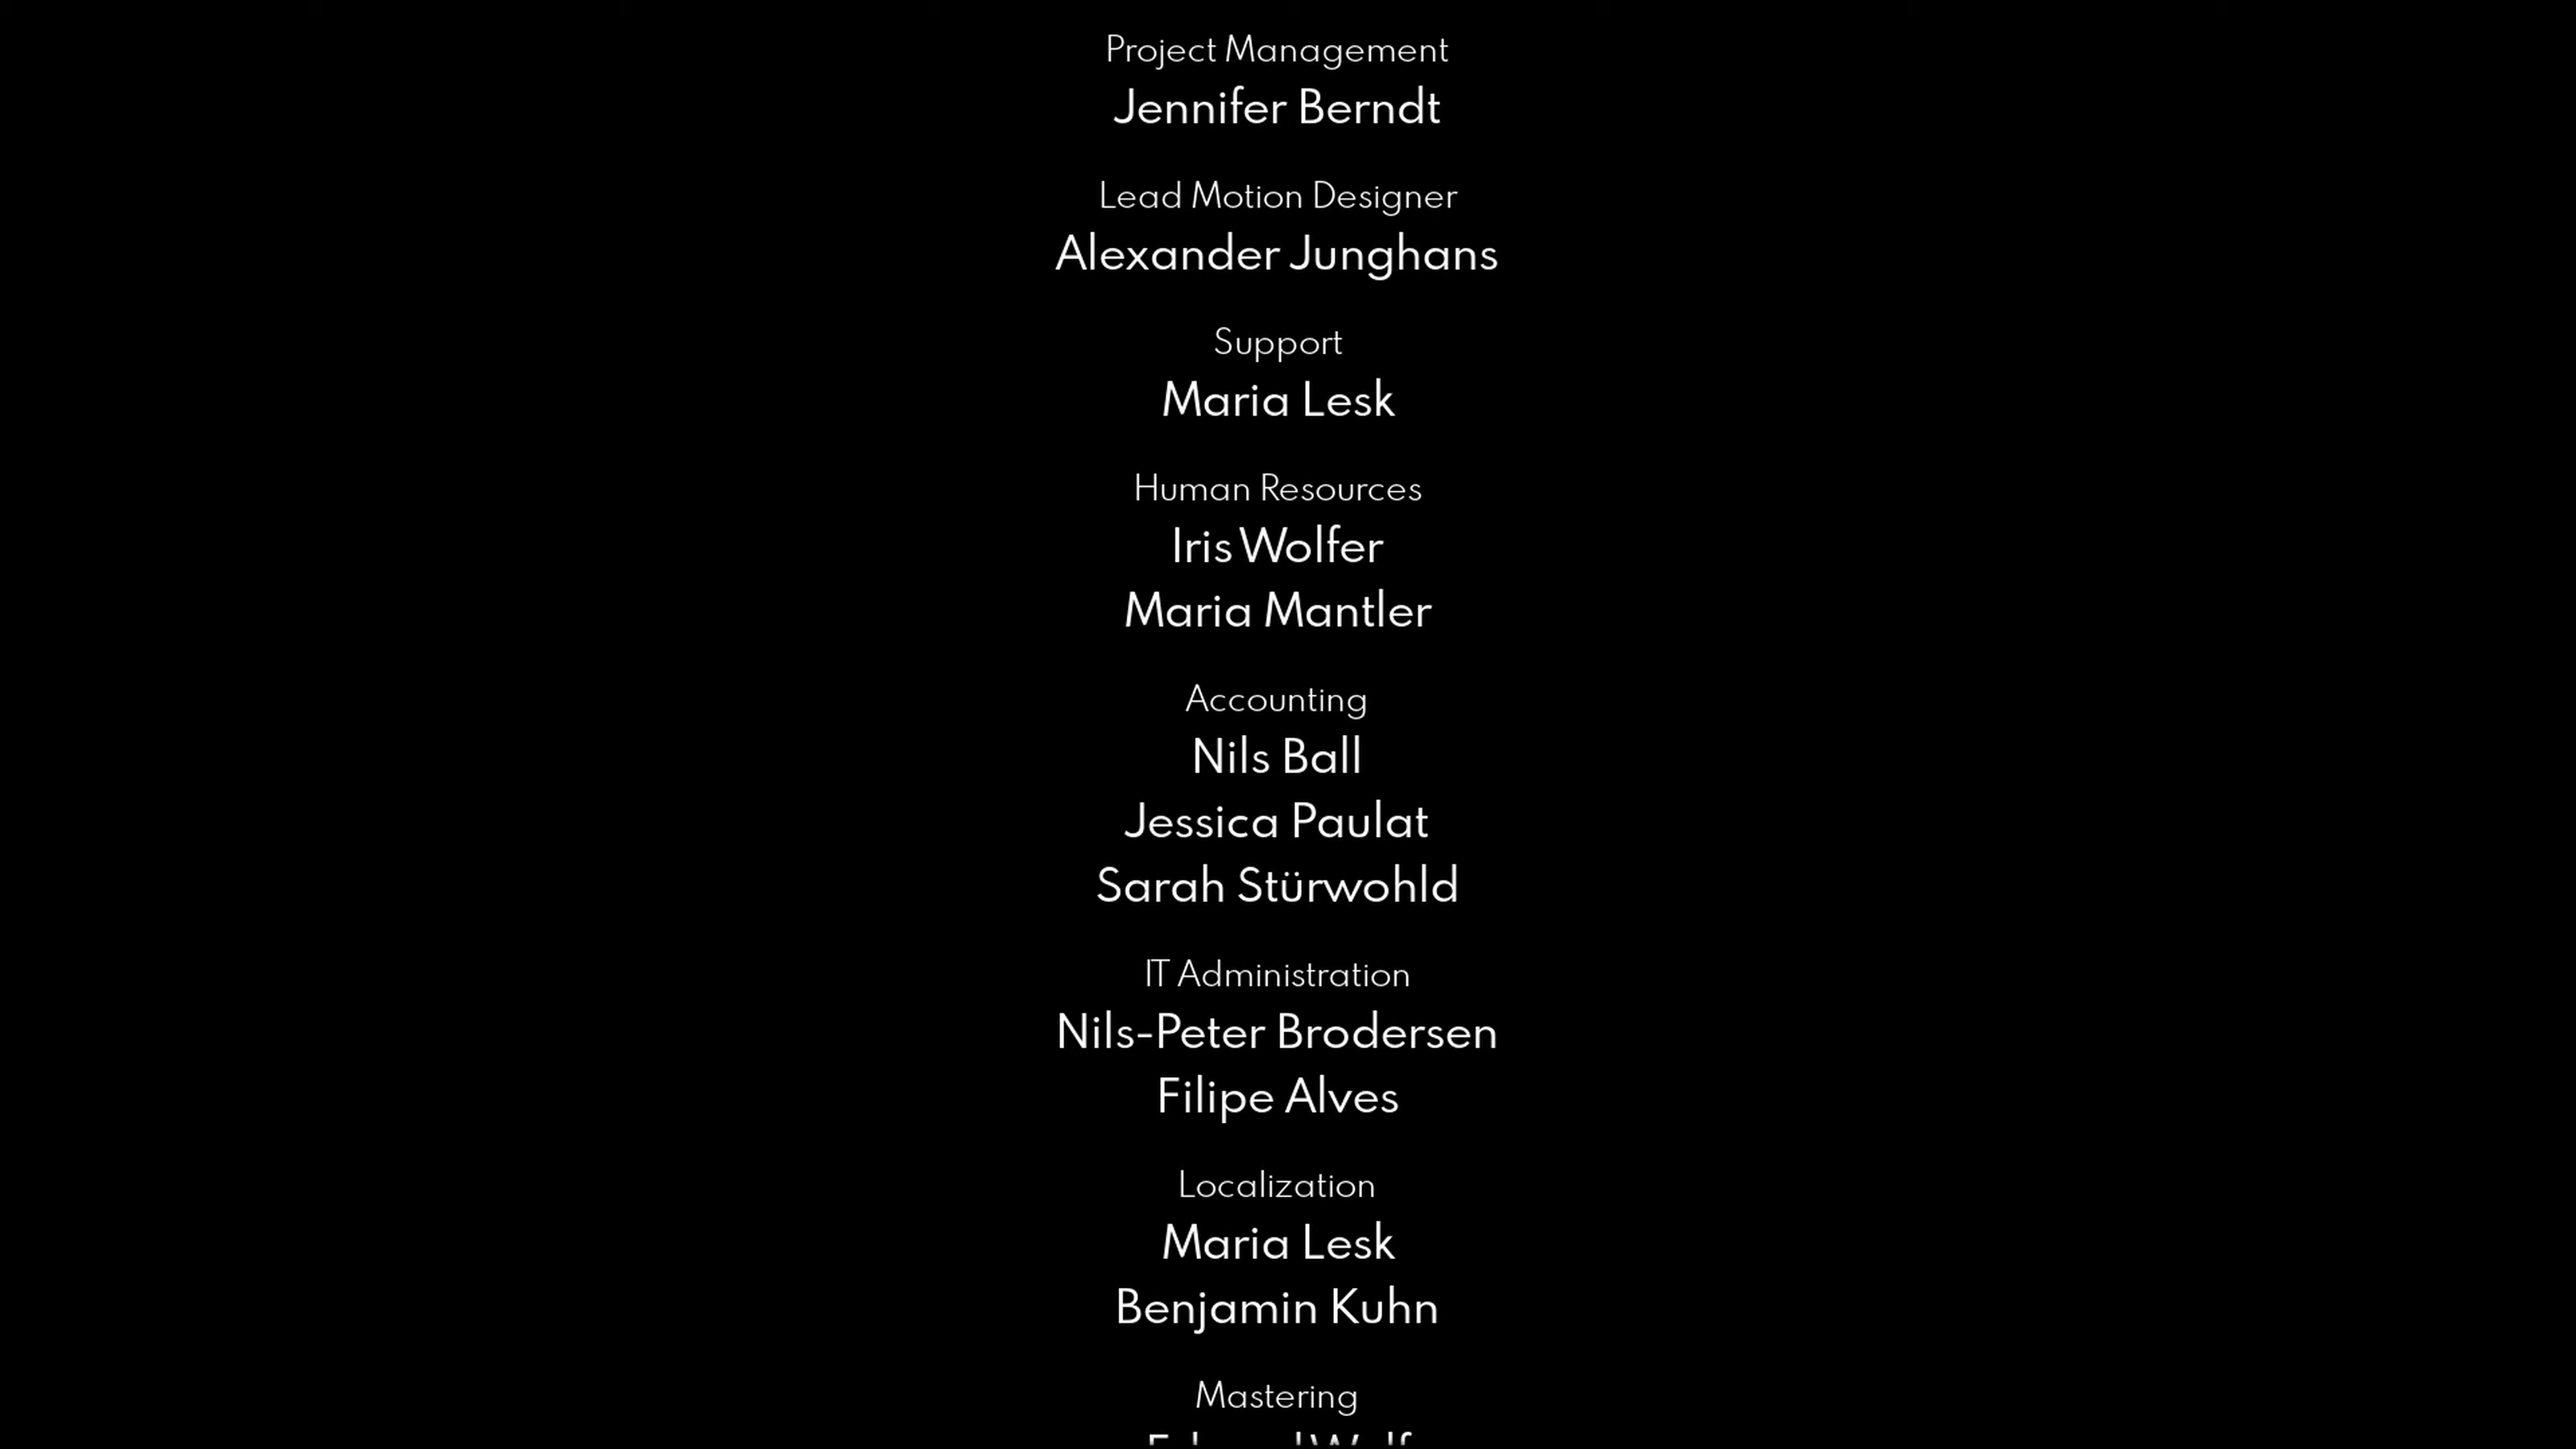 Project Management
Jennifer Berndt
Lead Motion Designer
Alexander Junghans
Support
Maria Lesk
Human Resources
Iris Wolfer
Maria Mantler
Accounting
Nils Ball
Jessica Paulat
Sarah Stürwohld
IT Administration
Nils-Peter Brodersen
Filipe Alves
Localization
Maria Lesk
Benjamin Kuhn
Mastering